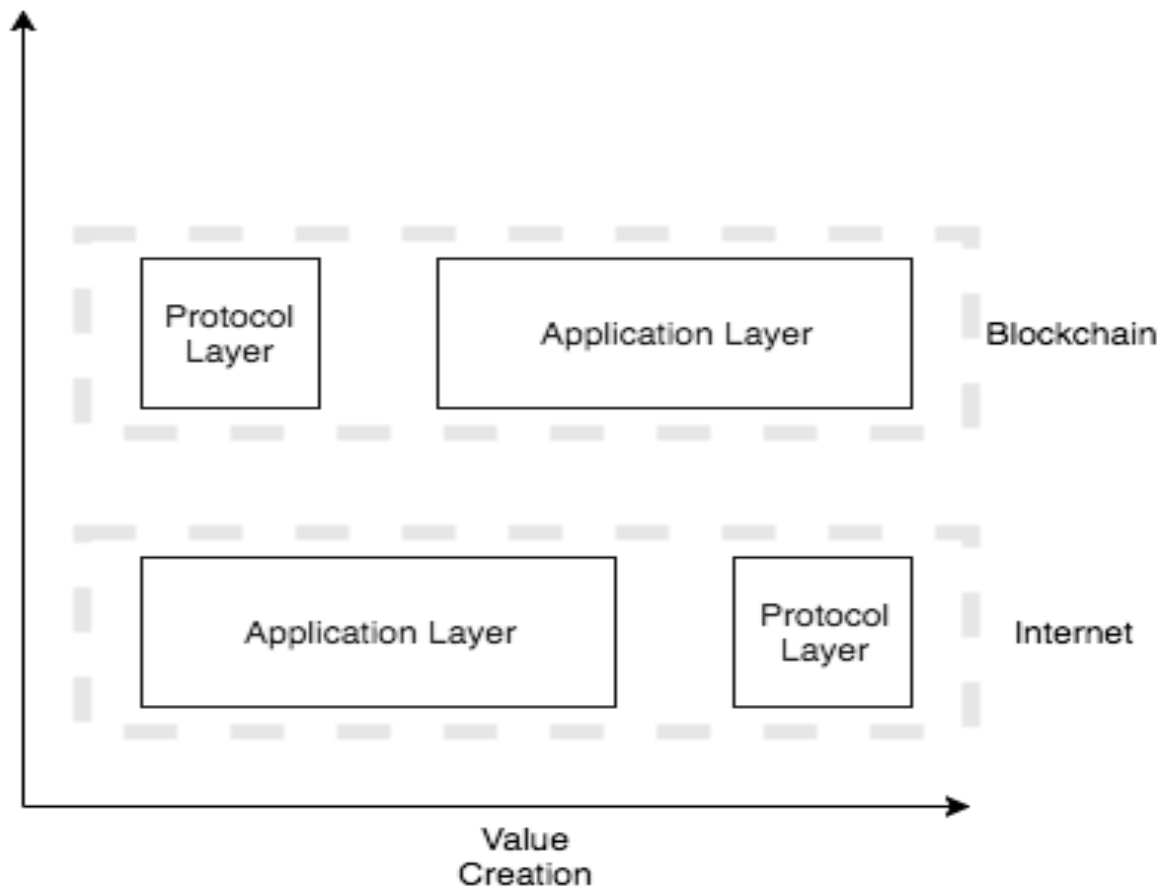 Protocol
Layer
Application Layer
Blockchain
Application Layer
Protocol
Layer
Internet
Value
Creation